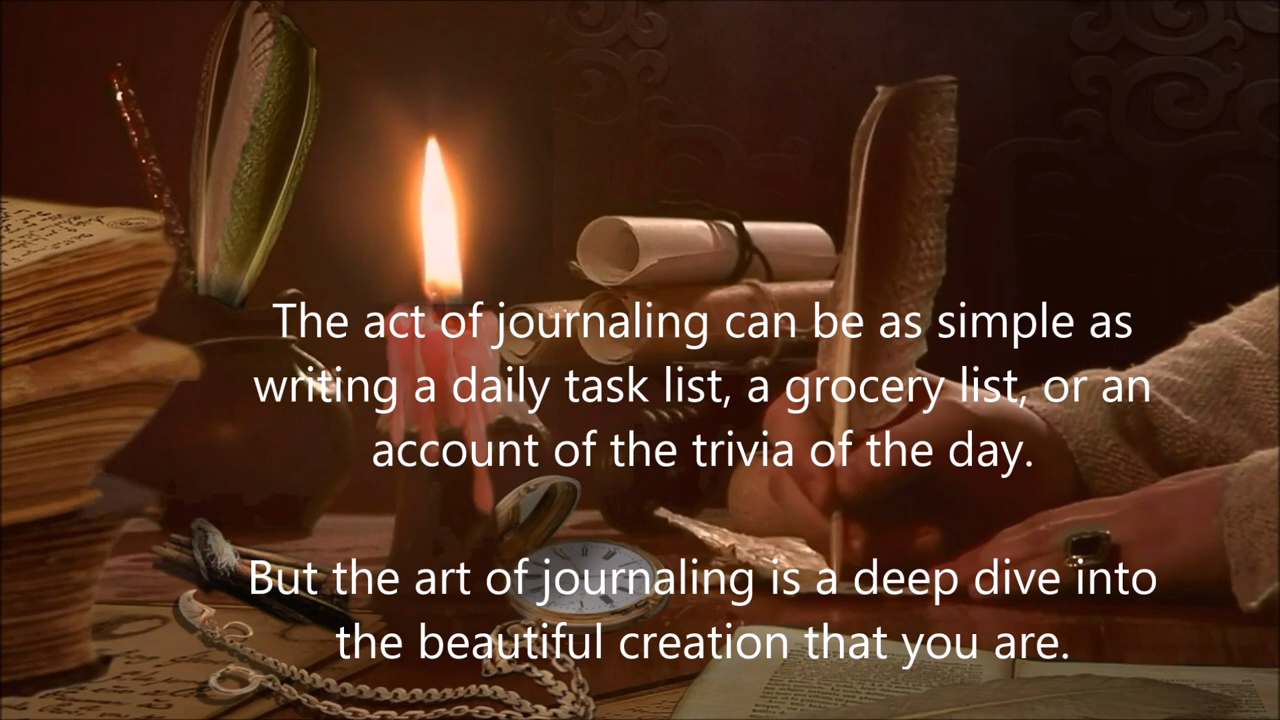 The act of journaling can be as simple as
writing a daily task list, a grocery list, or an
account of the trivia of the day.
But the art of journaling is a deep dive into
the beautiful creation that you are.